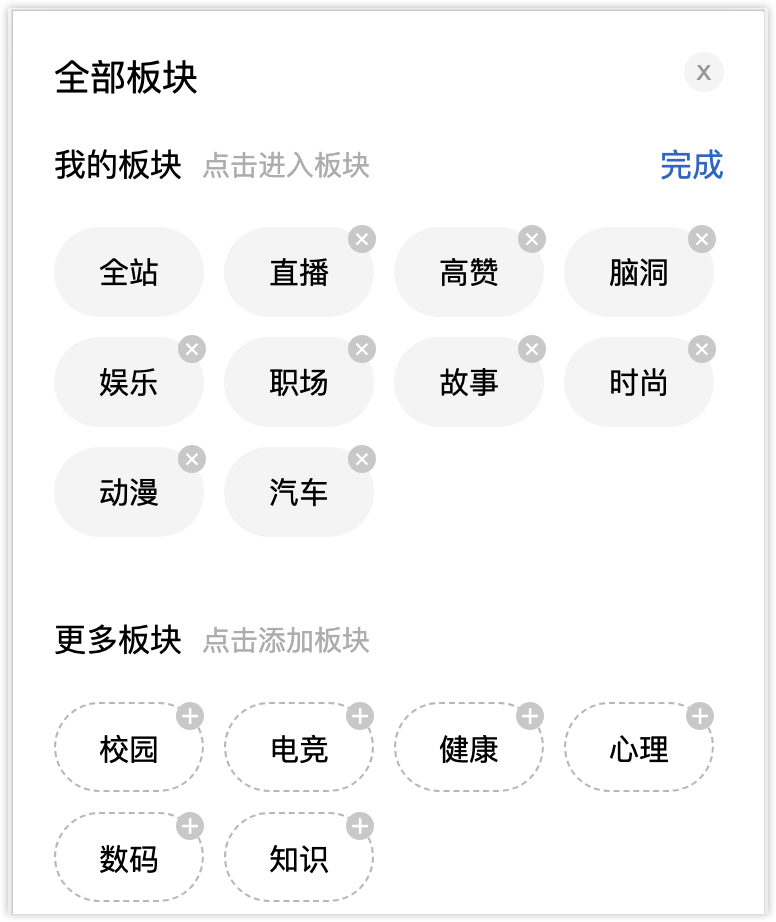 全部板块 X
我的板块 点击进入板块 完成
全站 直播 高赞 脑洞
娱乐 职场 故事 时尚
动漫 汽车
更多板块 点击添加板块
校园 电竞 健康 心理
数码 知识